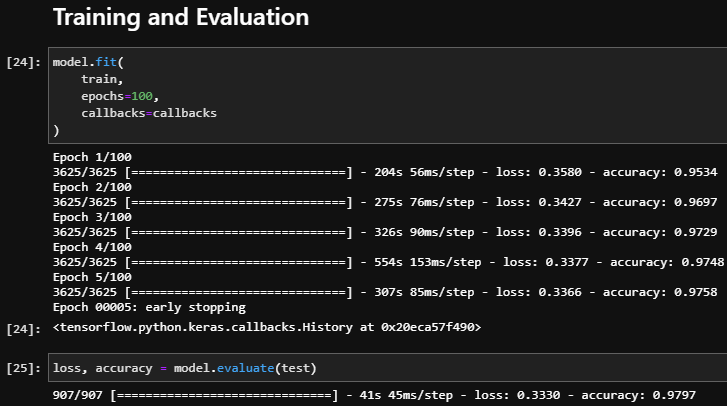 Training and Evaluation
[24]: model.fit(
train,
epochs=100,
callbacks=callbacks
)
Epoch 1/100
3625/3625 [==============================] - 204s 56ms/step - loss: 0.3580 - accuracy: 0.9534
Epoch 2/100
3625/3625 [==============================] - 275s 76ms/step - loss: 0.3427 - accuracy: 0.9697
Epoch 3/100
3625/3625 [==============================] - 326s 90ms/step - loss: 0.3396 - accuracy: 0.9729
Epoch 4/100
3625/3625 [==============================] - 554s 153ms/step - loss: 0.3377 - accuracy: 0.9748
Epoch 5/100
3625/3625 [==============================] - 307s 85ms/step - loss: 0.3366 - accuracy: 0.9758
Epoch 00005: early stopping
[24]: <tensorflow.python.keras.callbacks.History at 0x20eca57f490>
[25]: loss, accuracy = model.evaluate(test)
907/907 [==============================] - 41s 45ms/step - loss: 0.3330 - accuracy: 0.9797